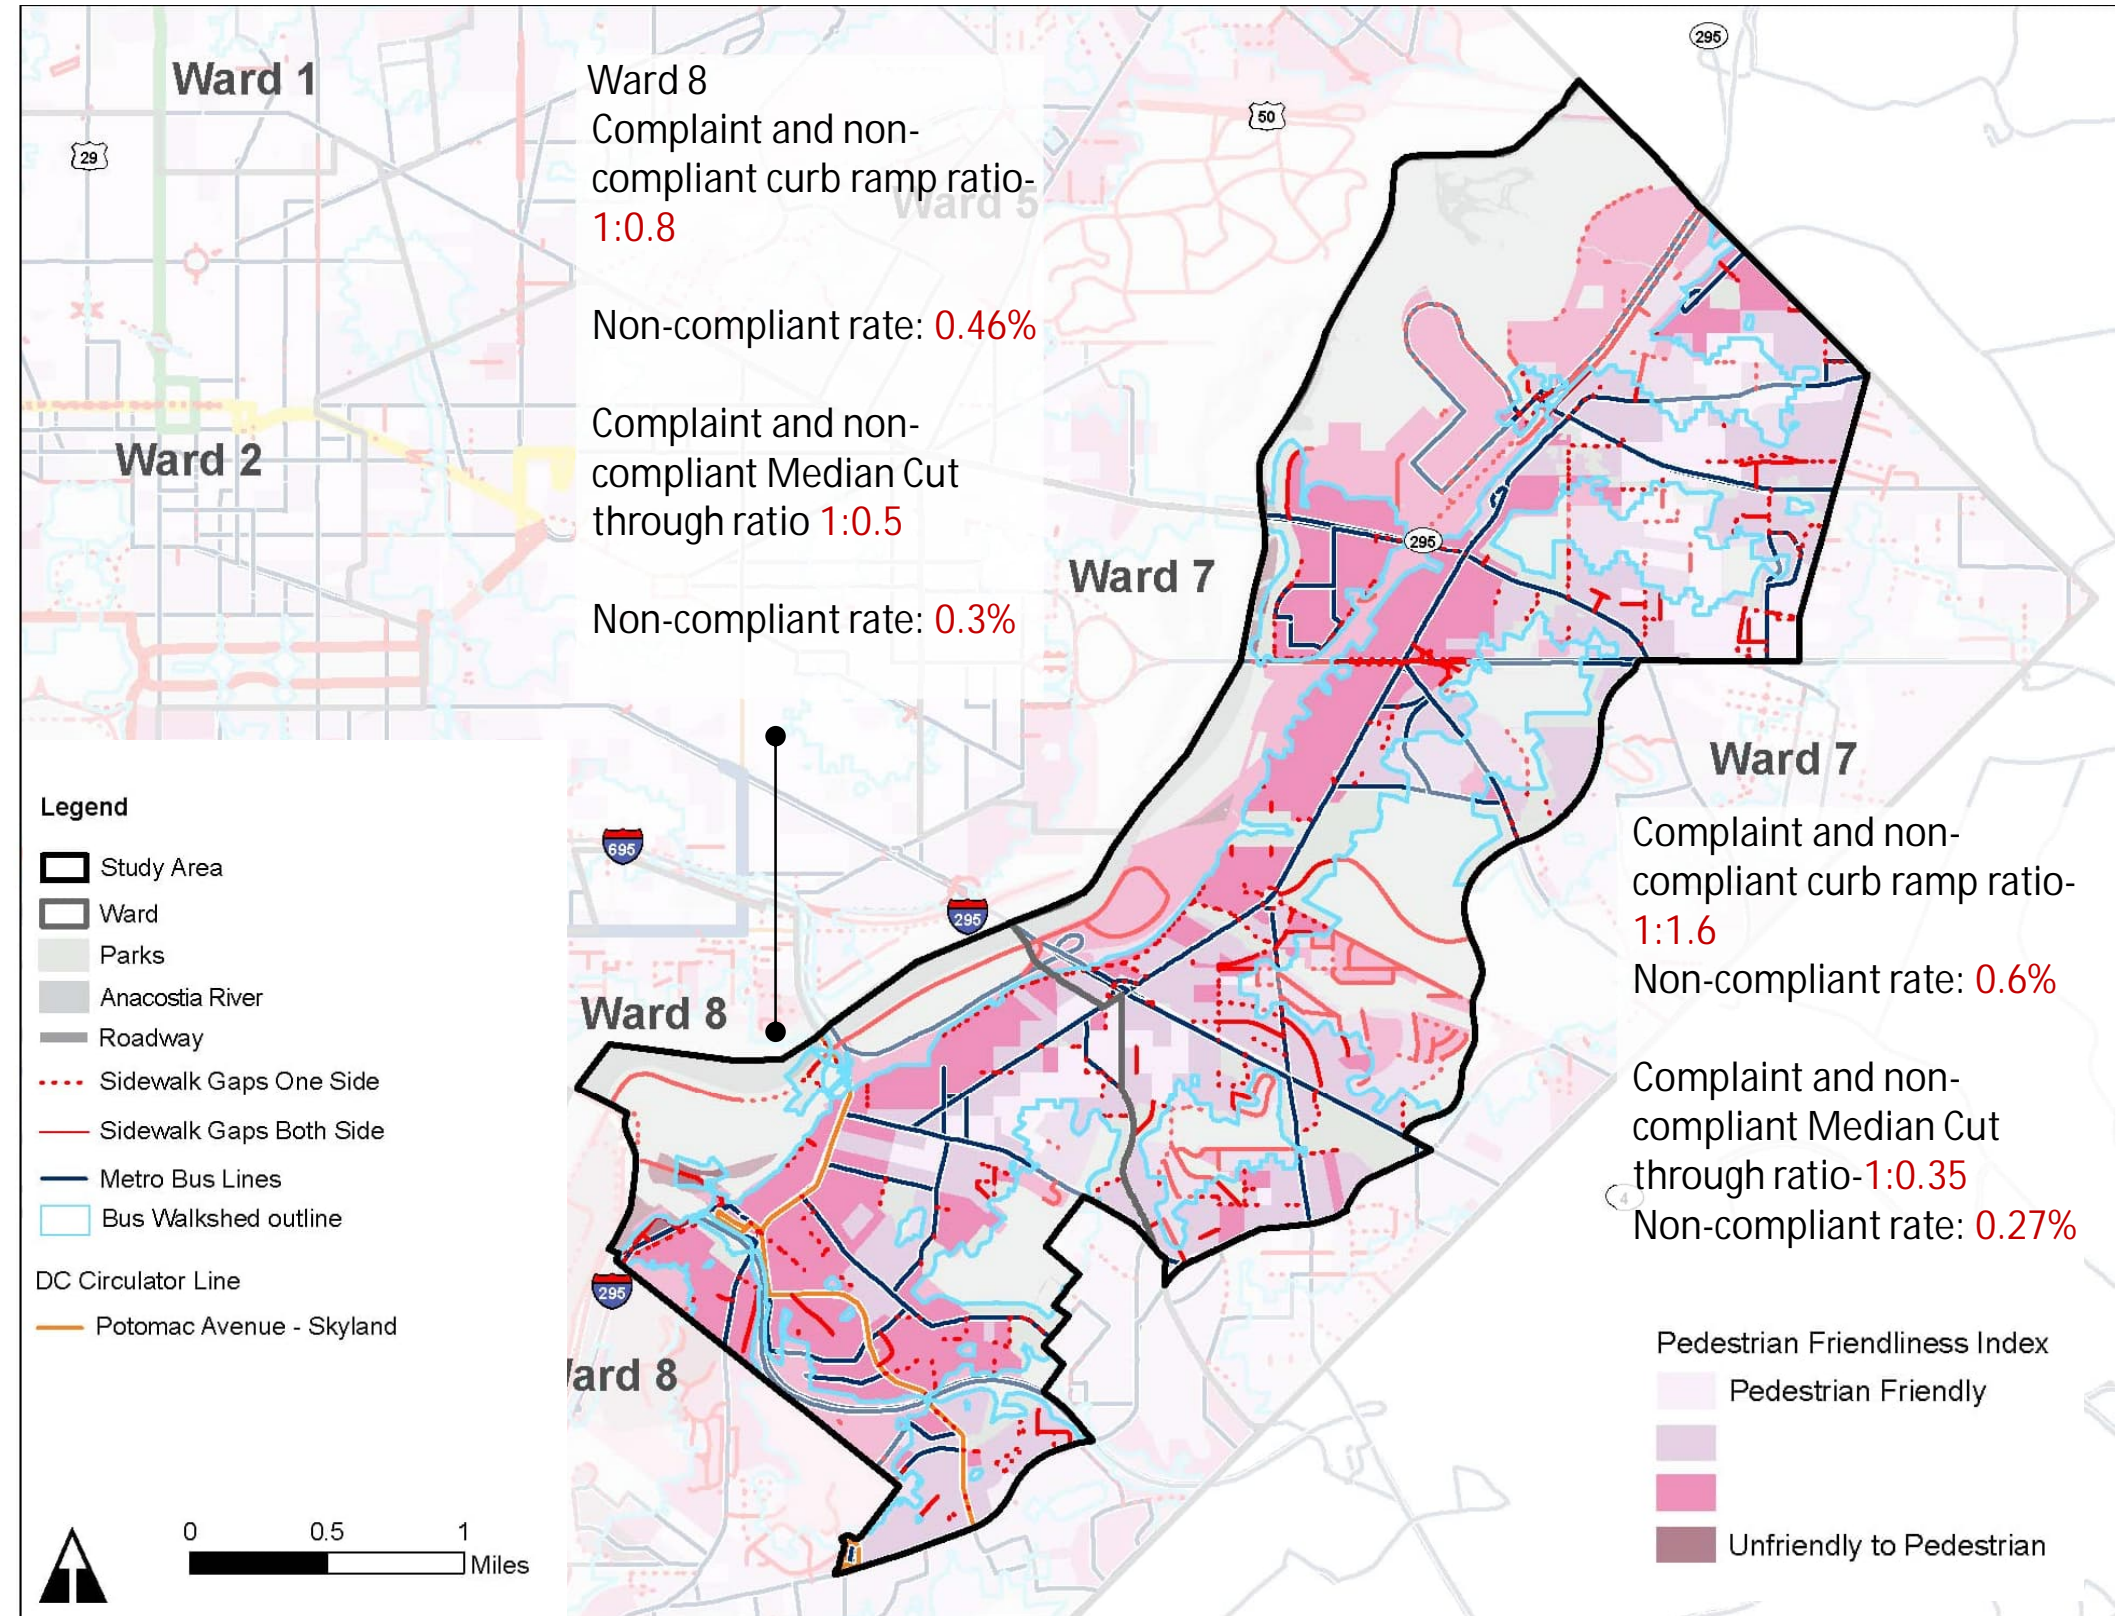 Ward 1
29
Ward 2
Ward 8
Complaint and non-
compliant curb ramp ratio-
1:0.8
Ward 5
Non-compliant rate: 0.46%
Complaint and non-
compliant Median Cut
through ratio 1:0.5
Non-compliant rate: 0.3%
50
295
295
Ward 7
Ward 7
Complaint and non-
compliant curb ramp ratio-
1:1.6
Non-compliant rate: 0.6%
Complaint and non-
compliant Median Cut
through ratio-1:0.35
4
Non-compliant rate: 0.27%
695
295
Ward 8
295
ard 8
Legend
Study Area
Ward
Parks
Anacostia River
Roadway
Sidewalk Gaps One Side
Sidewalk Gaps Both Side
Metro Bus Lines
Bus Walkshed outline
DC Circulator Line
Potomac Avenue - Skyland
0 0.5 1
Miles
Pedestrian Friendliness Index
Pedestrian Friendly
Unfriendly to Pedestrian